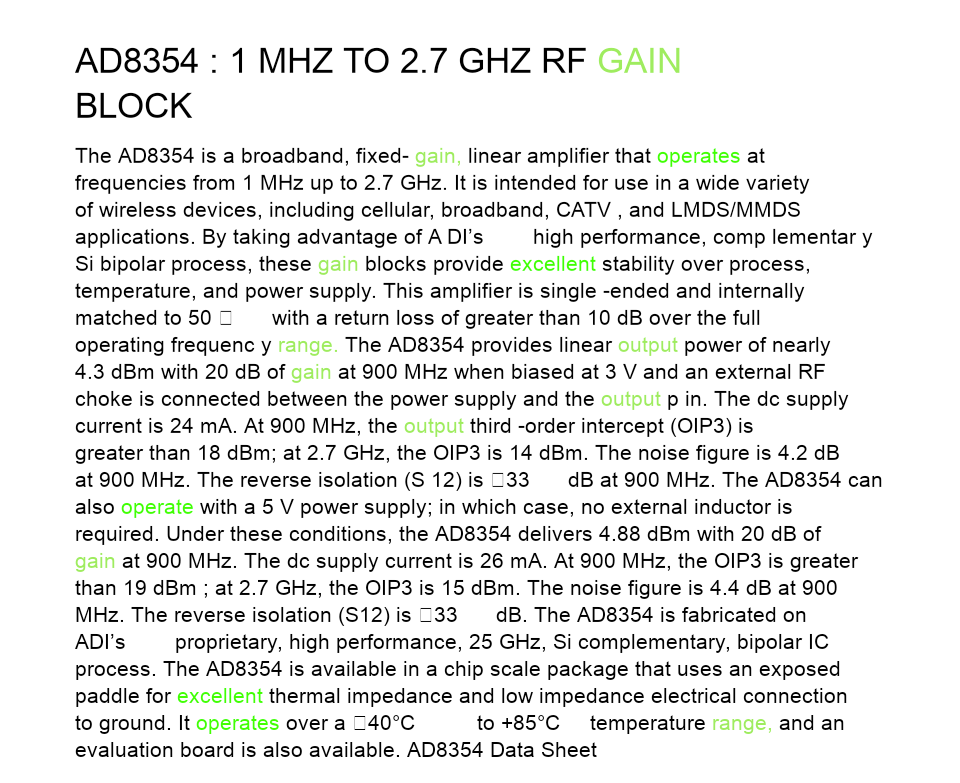 AD8354 : 1 MHZ TO 2.7 GHZ RF GAIN
BLOCK
The AD8354 is a broadband, fixed- gain, linear amplifier that operates at
frequencies from 1 MHz up to 2.7 GHz. It is intended for use in a wide variety
of wireless devices, including cellular, broadband, CATV , and LMDS/MMDS
applications. By taking advantage of A DI’s high performance, comp lementar y
Si bipolar process, these gain blocks provide excellent stability over process,
temperature, and power supply. This amplifier is single -ended and internally
matched to 50 □ with a return loss of greater than 10 dB over the full
operating frequenc y range. The AD8354 provides linear output power of nearly
4.3 dBm with 20 dB of gain at 900 MHz when biased at 3 V and an external RF
choke is connected between the power supply and the output p in. The dc supply
current is 24 mA. At 900 MHz, the output third -order intercept (OIP3) is
greater than 18 dBm; at 2.7 GHz, the OIP3 is 14 dBm. The noise figure is 4.2 dB
at 900 MHz. The reverse isolation (S 12) is □33 dB at 900 MHz. The AD8354 can
also operate with a 5 V power supply; in which case, no external inductor is
required. Under these conditions, the AD8354 delivers 4.88 dBm with 20 dB of
gain at 900 MHz. The dc supply current is 26 mA. At 900 MHz, the OIP3 is greater
than 19 dBm ; at 2.7 GHz, the OIP3 is 15 dBm. The noise figure is 4.4 dB at 900
MHz. The reverse isolation (S12) is □33 dB. The AD8354 is fabricated on
ADI’s proprietary, high performance, 25 GHz, Si complementary, bipolar IC
process. The AD8354 is available in a chip scale package that uses an exposed
paddle for excellent thermal impedance and low impedance electrical connection
to ground. It operates over a □40°C to +85°C temperature range, and an
evaluation board is also available. AD8354 Data Sheet